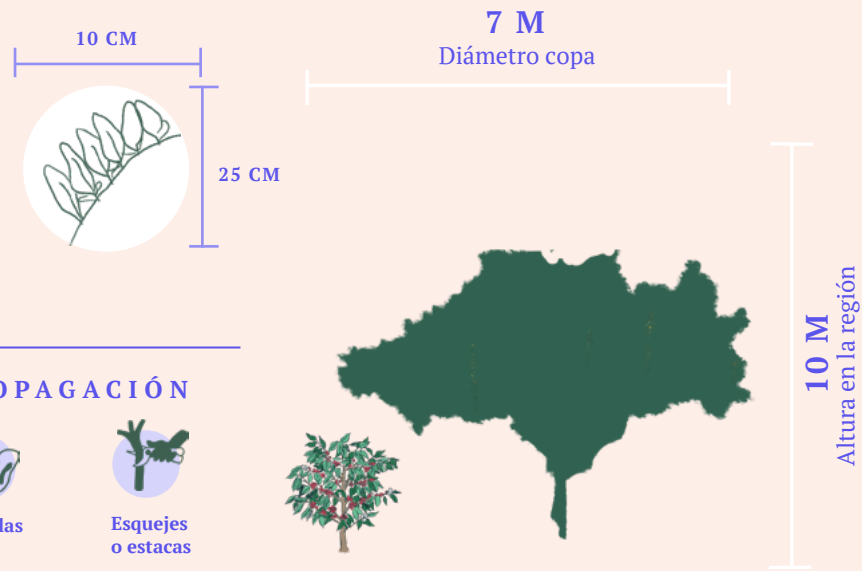 10 CM
25 CM
7 M
Diámetro copa
10 M
Altura en la región
OPAGACIÓN
las
Esquejes
o estacas